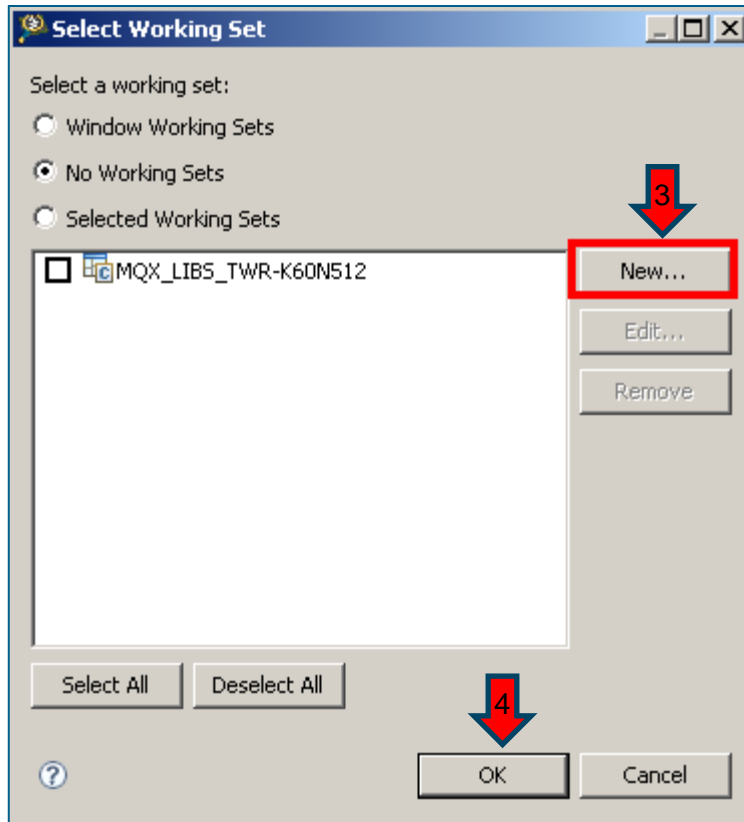 Select Working Set
Select a working set:
Window Working Sets
No Working Sets
Selected Working Sets
3
MQX_LIBS_TWR-K60N512
New...
Edit...
Remove
Select All
Deselect All
4
?
OK
Cancel